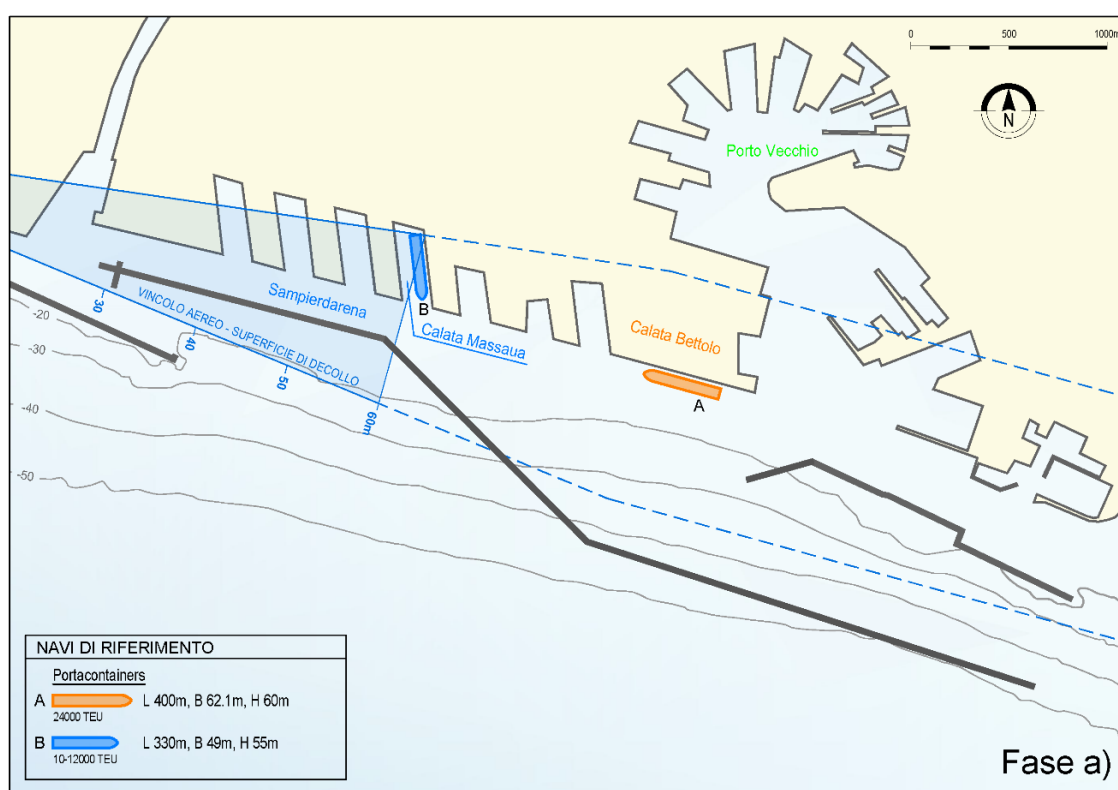 0 500 1000m
N
Porto Vecchio
Sampierdarena
B
Calata Massaua
Calata Bettolo
A
VINCOLO AEREO - SUPERFICIE DI DECOLLO
30
40
50
60m
-20
-30
-40
-50
NAVI DI RIFERIMENTO
Portacontainers
A L 400m, B 62.1m, H 60m
24000 TEU
B L 330m, B 49m, H 55m
10-12000 TEU
Fase a)